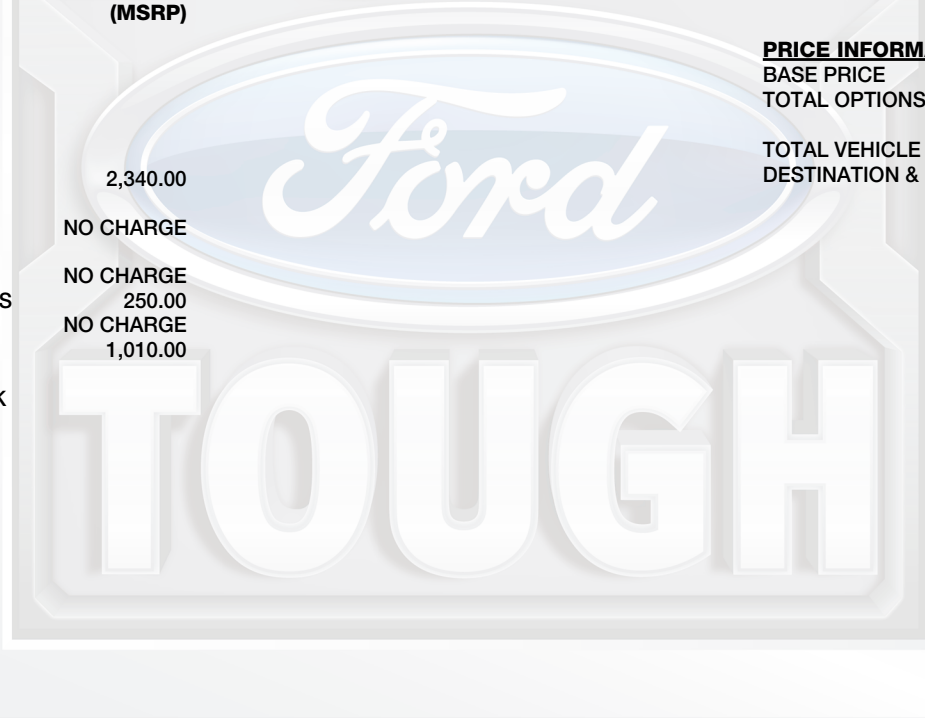 (MSRP)
PRICE INFORM
BASE PRICE
TOTAL OPTIONS
TOTAL VEHICLE
DESTINATION &
2,340.00
NO CHARGE
NO CHARGE
S 250.00
NO CHARGE
1,010.00
K
Ford
TOUGH